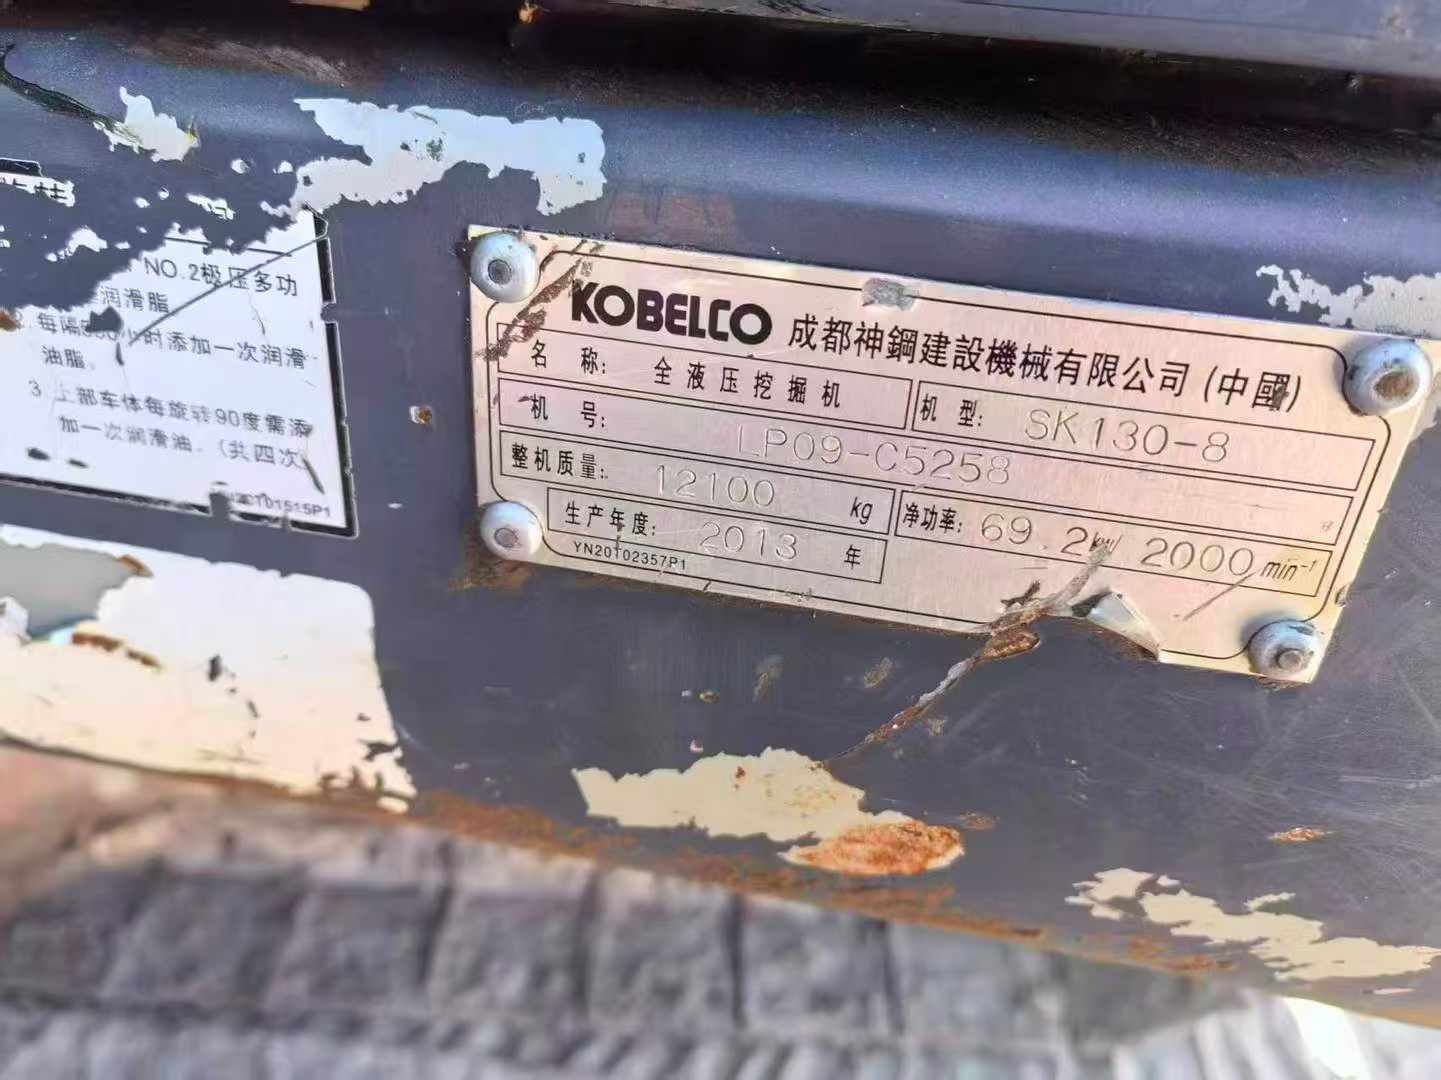 NO.2极压多功
润滑脂
时添加一次润滑
油脂。
3.上部车体每旋转90度需添
加一次润滑油.(共四次
KOBELCO 成都神鋼建設機械有限公司(中國)
名称: 全液压挖掘机 机型: SK130-8
机号: LP09-C5258
整机质量: 12100 kg 净功率: 69.2kw/2000min⁻¹
生产年度: 2013 年
YN20T02357P1